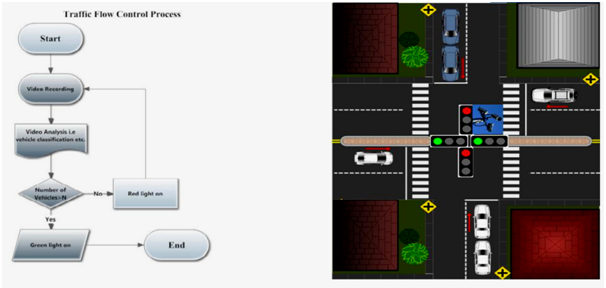 Traffic Flow Control Process
Start
Video Recording
Video Analysis i.e
vehicle classification etc.
Number of
Vehicles>N
No
Red light on
Yes
Green light on
End